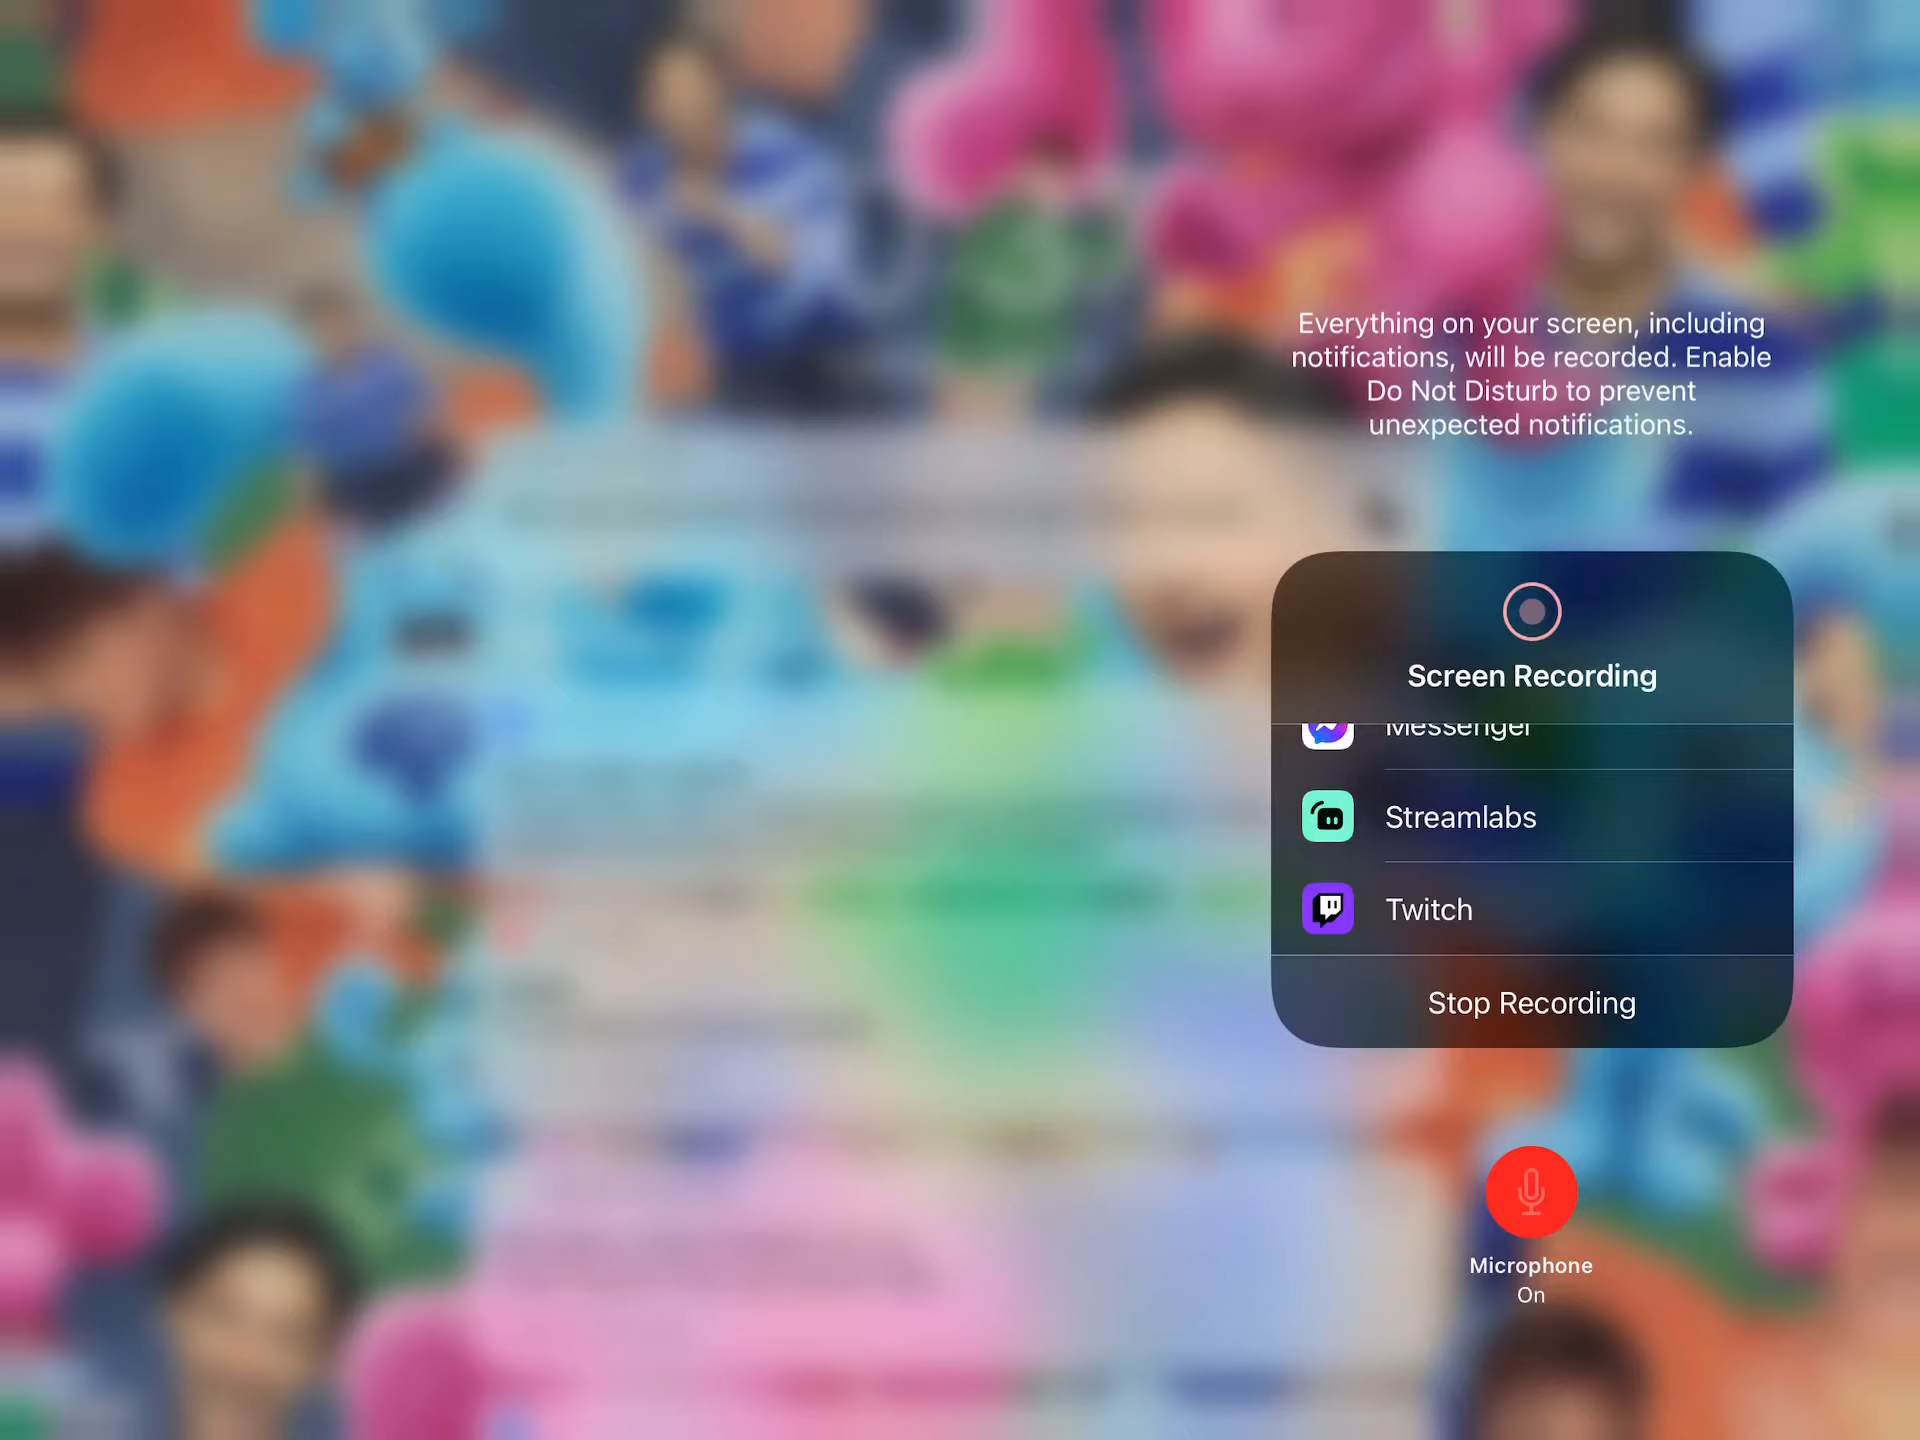 Everything on your screen, including
notifications, will be recorded. Enable
Do Not Disturb to prevent
unexpected notifications.
Screen Recording
Messenger
Streamlabs
Twitch
Stop Recording
Microphone
On